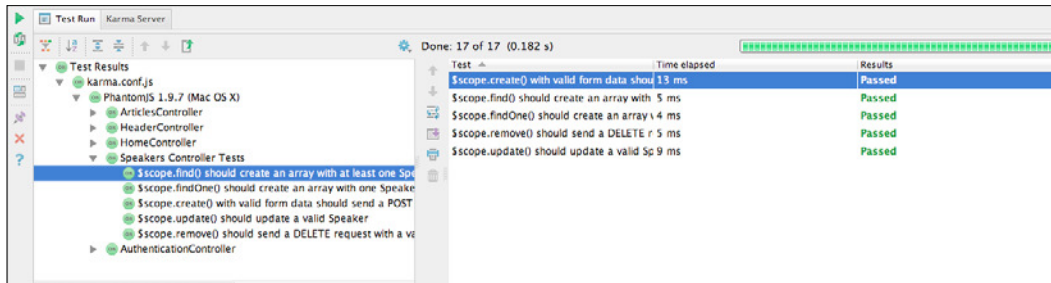 Test Run Karma Server
Done: 17 of 17 (0.182 s)
Test Results
karma.conf.js
PhantomJS 1.9.7 (Mac OS X)
ArticlesController
HeaderController
HomeController
Speakers Controller Tests
$scope.find() should create an array with at least one Spe
$scope.findOne() should create an array with one Speake
$scope.create() with valid form data should send a POST
$scope.update() should update a valid Speaker
$scope.remove() should send a DELETE request with a va
AuthenticationController
Test Time elapsed Results
$scope.create() with valid form data shou 13 ms Passed
$scope.find() should create an array with 5 ms Passed
$scope.findOne() should create an array 4 ms Passed
$scope.remove() should send a DELETE r 5 ms Passed
$scope.update() should update a valid Sp 9 ms Passed